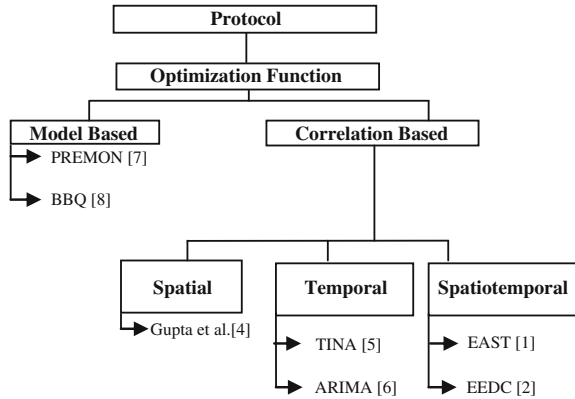 Protocol
Optimization Function
Model Based
Correlation Based
PREMON [7]
BBQ [8]
Spatial
Temporal
Spatiotemporal
Gupta et al.[4]
TINA [5]
EAST [1]
ARIMA [6]
EEDC [2]